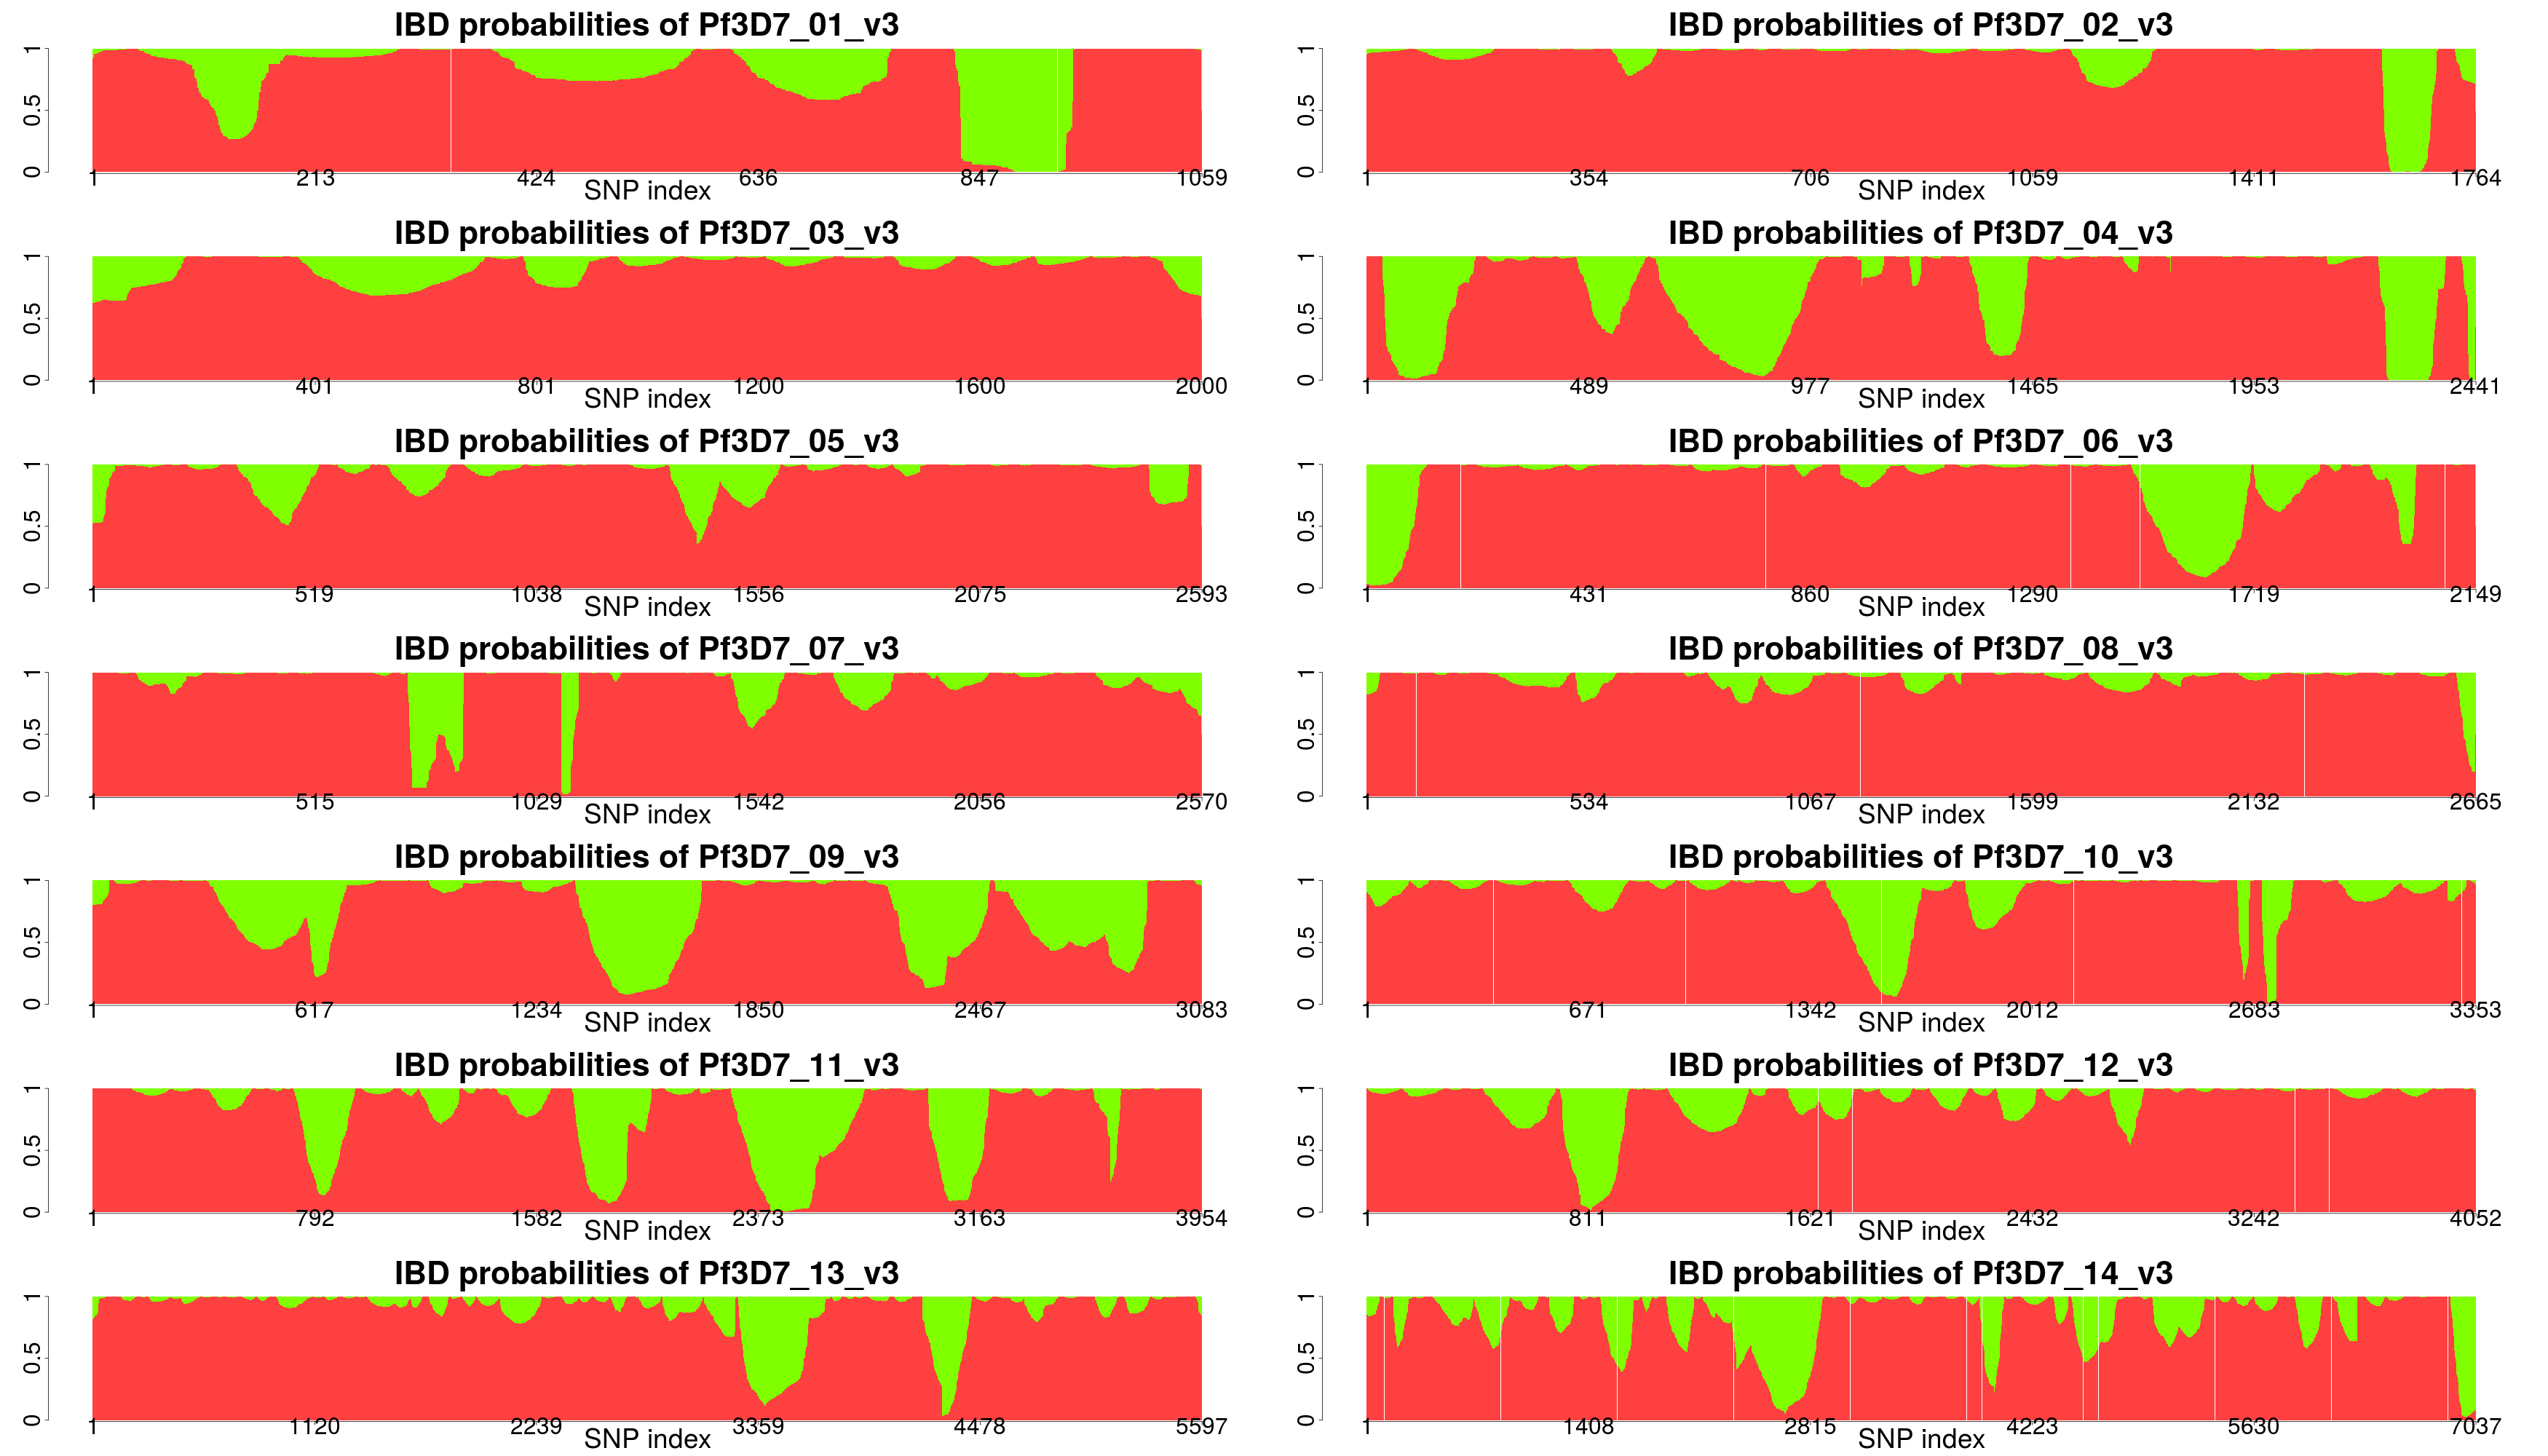 IBD probabilities of Pf3D7_01_v3
0 0.5 1
1 213 424 636 847 1059
SNP index
IBD probabilities of Pf3D7_02_v3
0 0.5 1
1 354 706 1059 1411 1764
SNP index
IBD probabilities of Pf3D7_03_v3
0 0.5 1
1 401 801 1200 1600 2000
SNP index
IBD probabilities of Pf3D7_04_v3
0 0.5 1
1 489 977 1465 1953 2441
SNP index
IBD probabilities of Pf3D7_05_v3
0 0.5 1
1 519 1038 1556 2075 2593
SNP index
IBD probabilities of Pf3D7_06_v3
0 0.5 1
1 431 860 1290 1719 2149
SNP index
IBD probabilities of Pf3D7_07_v3
0 0.5 1
1 515 1029 1542 2056 2570
SNP index
IBD probabilities of Pf3D7_08_v3
0 0.5 1
1 534 1067 1599 2132 2665
SNP index
IBD probabilities of Pf3D7_09_v3
0 0.5 1
1 617 1234 1850 2467 3083
SNP index
IBD probabilities of Pf3D7_10_v3
0 0.5 1
1 671 1342 2012 2683 3353
SNP index
IBD probabilities of Pf3D7_11_v3
0 0.5 1
1 792 1582 2373 3163 3954
SNP index
IBD probabilities of Pf3D7_12_v3
0 0.5 1
1 811 1621 2432 3242 4052
SNP index
IBD probabilities of Pf3D7_13_v3
0 0.5 1
1 1120 2239 3359 4478 5597
SNP index
IBD probabilities of Pf3D7_14_v3
0 0.5 1
1 1408 2815 4223 5630 7037
SNP index